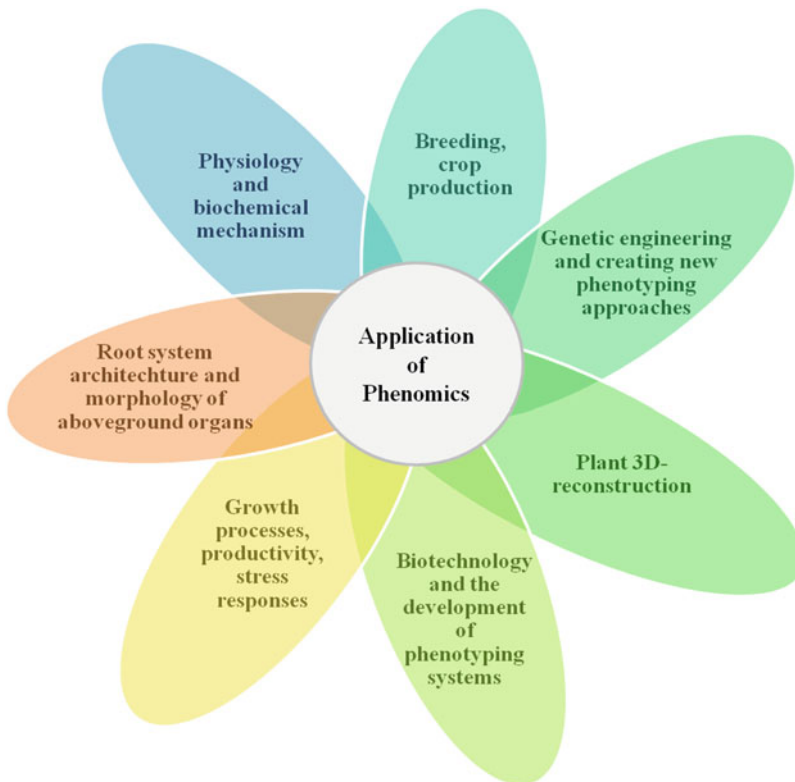 Breeding,
crop
production
Genetic engineering
and creating new
phenotyping
approaches
Plant 3D-
reconstruction
Biotechnology
and the
development
of
phenotyping
systems
Growth
processes,
productivity,
stress
responses
Root system
architechture and
morphology of
aboveground organs
Physiology
and
biochemical
mechanism
Application
of
Phenomics